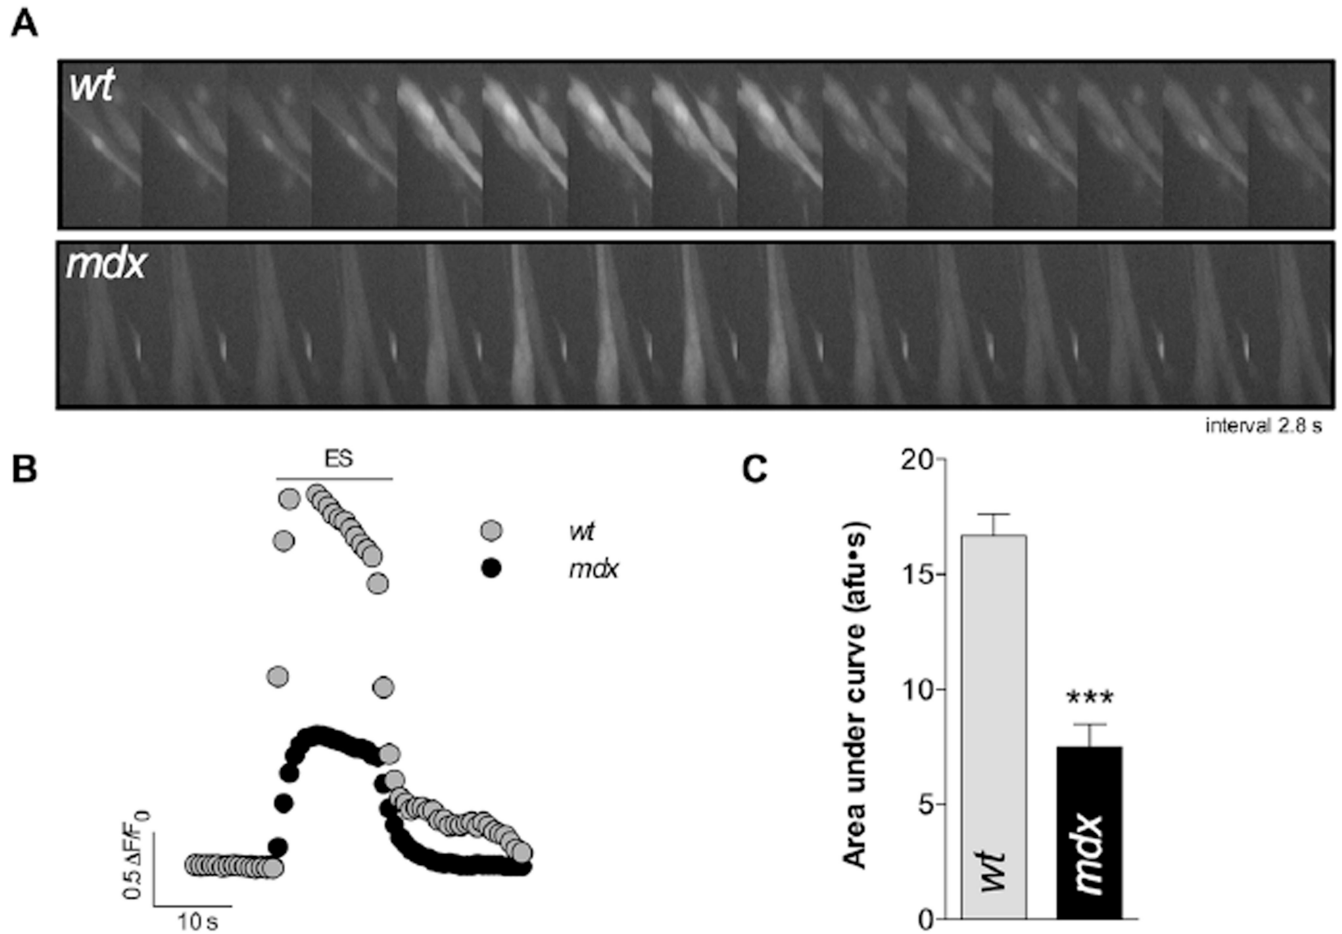 A
wt
mdx
interval 2.8 s
B
ES
wt
mdx
0.5 ΔF/F0
10 s
C
Area under curve (afu•s)
20
15
10
5
0
***
wt
mdx